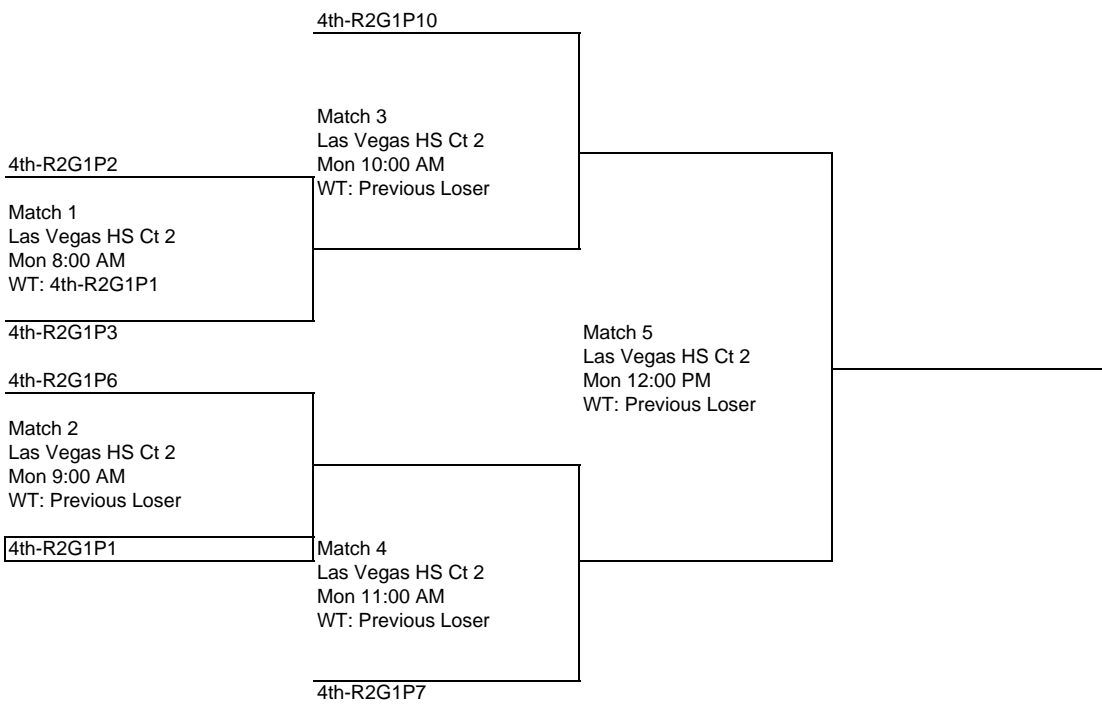 4th-R2G1P10
Match 3
Las Vegas HS Ct 2
Mon 10:00 AM
WT: Previous Loser
4th-R2G1P2
Match 1
Las Vegas HS Ct 2
Mon 8:00 AM
WT: 4th-R2G1P1
4th-R2G1P3
Match 5
Las Vegas HS Ct 2
Mon 12:00 PM
WT: Previous Loser
4th-R2G1P6
Match 2
Las Vegas HS Ct 2
Mon 9:00 AM
WT: Previous Loser
4th-R2G1P1
Match 4
Las Vegas HS Ct 2
Mon 11:00 AM
WT: Previous Loser
4th-R2G1P7